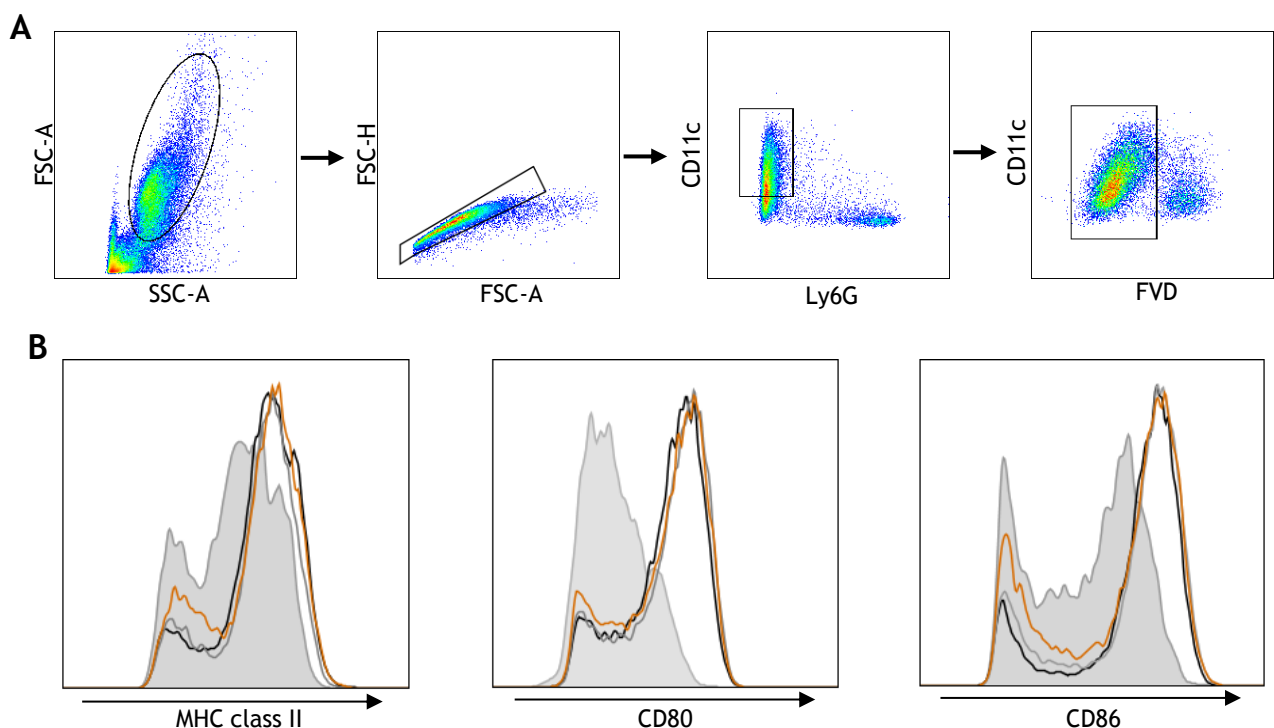 A
FSC-A
SSC-A
FSC-H
FSC-A
CD11c
Ly6G
CD11c
FVD
B
MHC class II
CD80
CD86